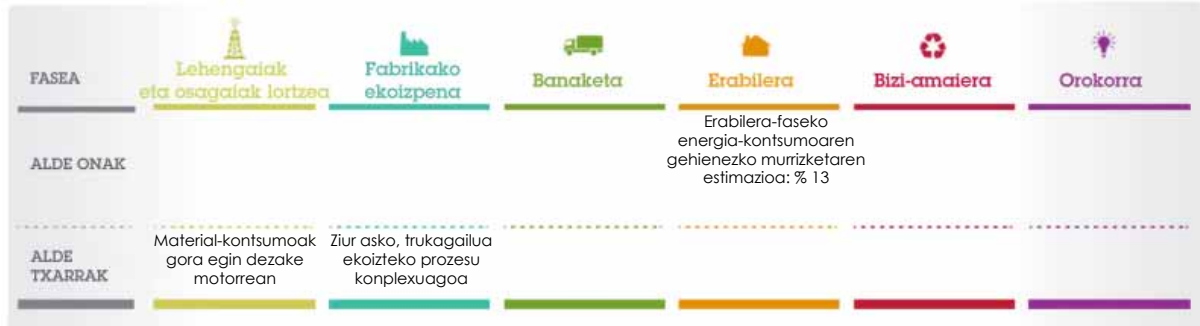 FASEA
Lehengaiak
eta osagaiak lortzea
Fabrikako
ekoizpena
Banaketa
Erabilera
Bizi-amaiera
Orokorra
ALDE ONAK
Erabilera-faseko
energia-kontsumoaren
gehienezko murrizketaren
estimazioa: % 13
ALDE
TXARRAK
Material-kontsumoak
gora egin dezake
motorrean
Ziur asko, trukagailua
ekoizteko prozesu
konplexuagoa